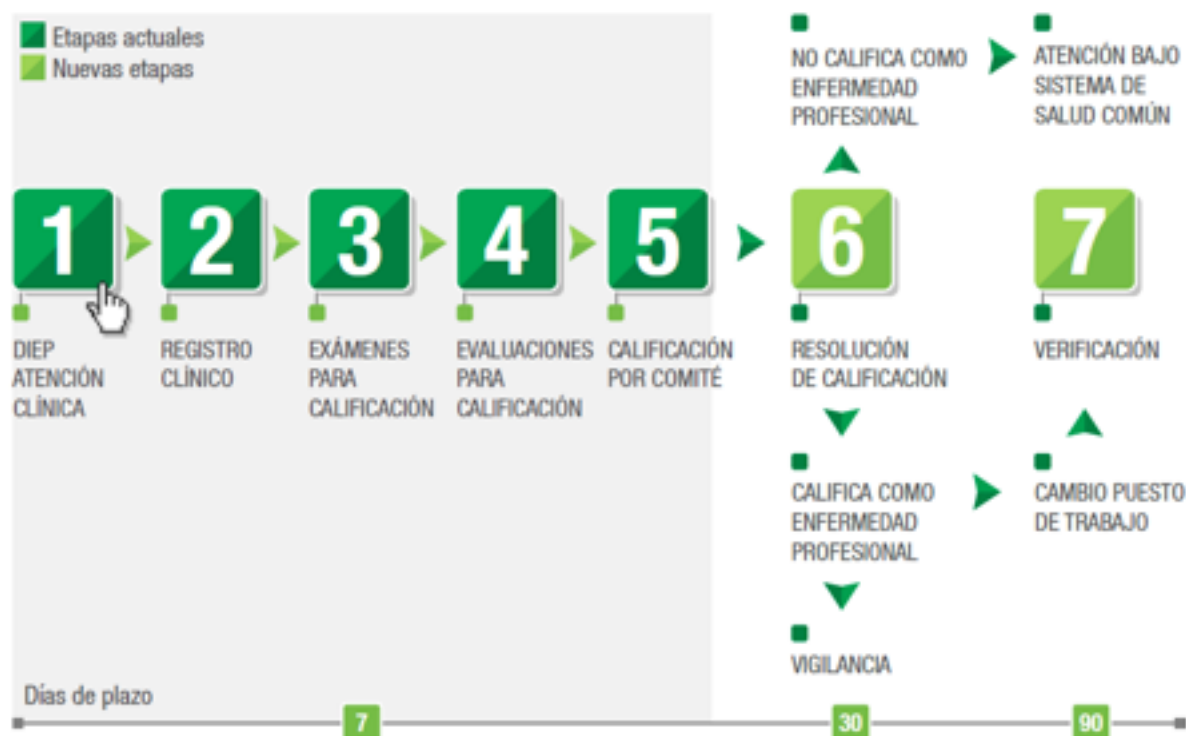 Etapas actuales
Nuevas etapas
NO CALIFICA COMO
ENFERMEDAD
PROFESIONAL
ATENCIÓN BAJO
SISTEMA DE
SALUD COMÚN
1
2
3
4
5
6
7
DIEP
ATENCIÓN
CLÍNICA
REGISTRO
CLÍNICO
EXÁMENES
PARA
CALIFICACIÓN
EVALUACIONES
PARA
CALIFICACIÓN
CALIFICACIÓN
POR COMITÉ
RESOLUCIÓN
DE CALIFICACIÓN
VERIFICACIÓN
CALIFICA COMO
ENFERMEDAD
PROFESIONAL
CAMBIO PUESTO
DE TRABAJO
VIGILANCIA
Días de plazo
7
30
90